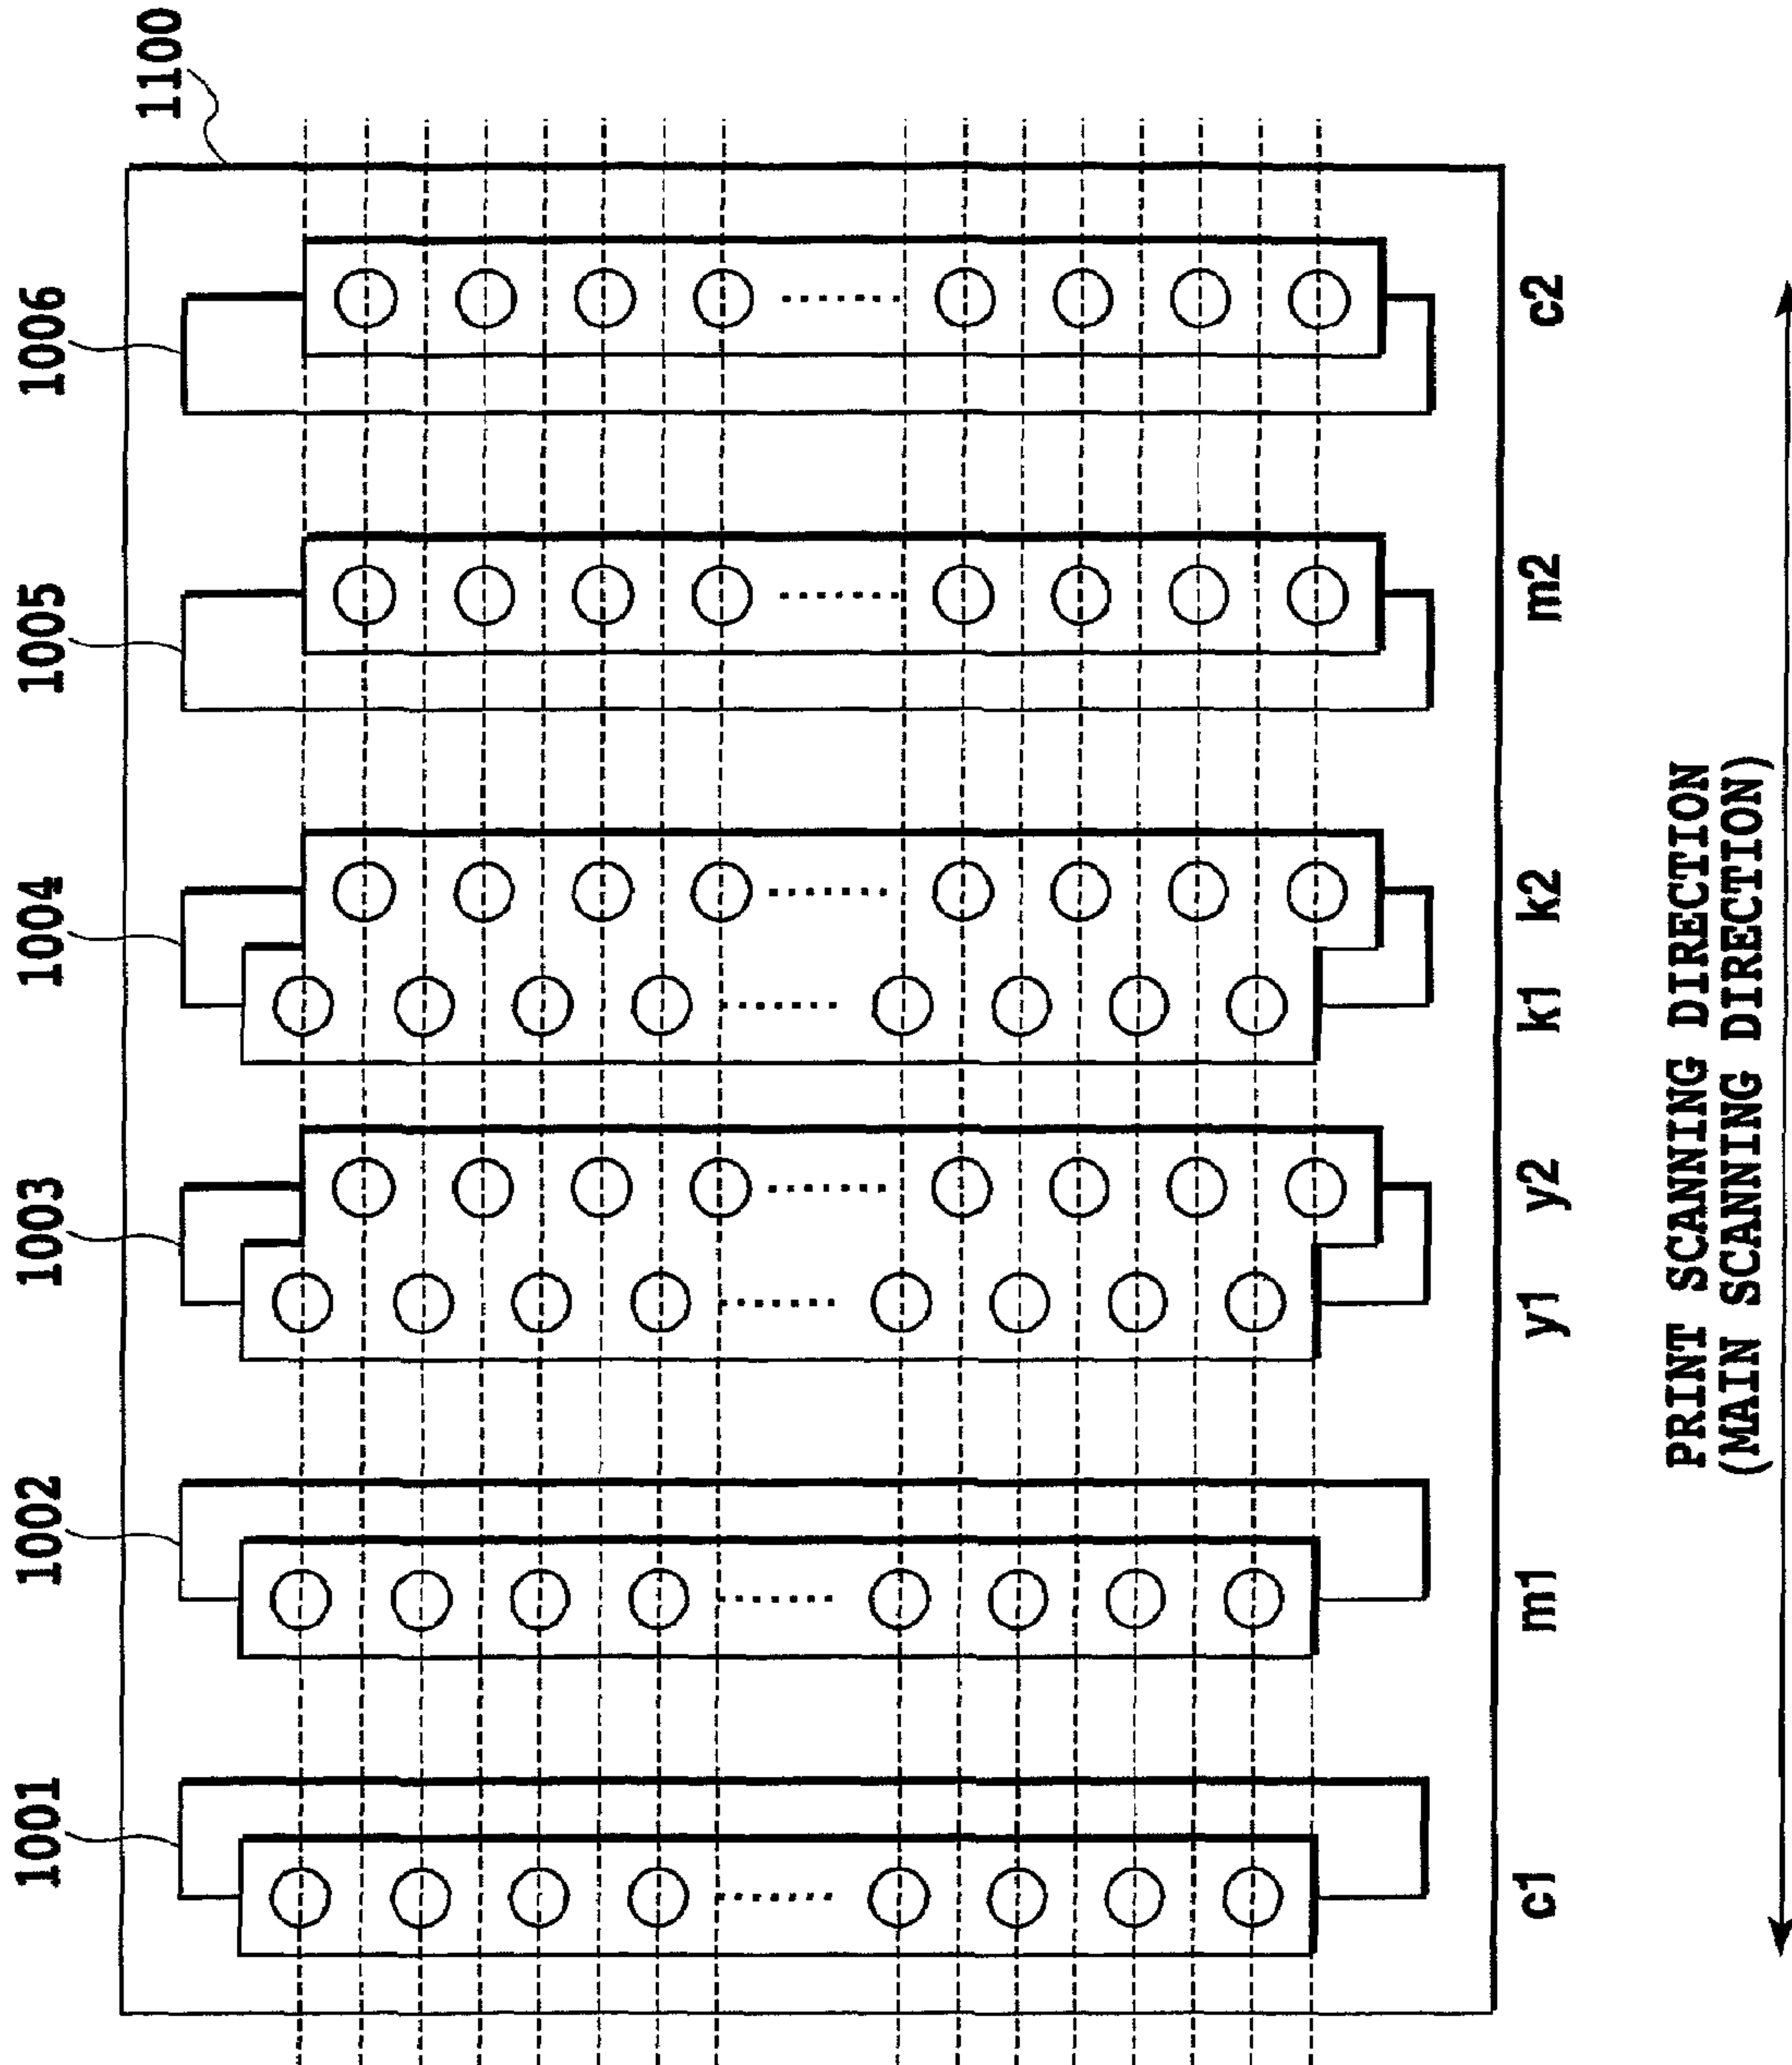 1100
1001
1002
1003
1004
1005
1006
c1
m1
y1
y2
k1
k2
m2
c2
PRINT SCANNING DIRECTION
(MAIN SCANNING DIRECTION)